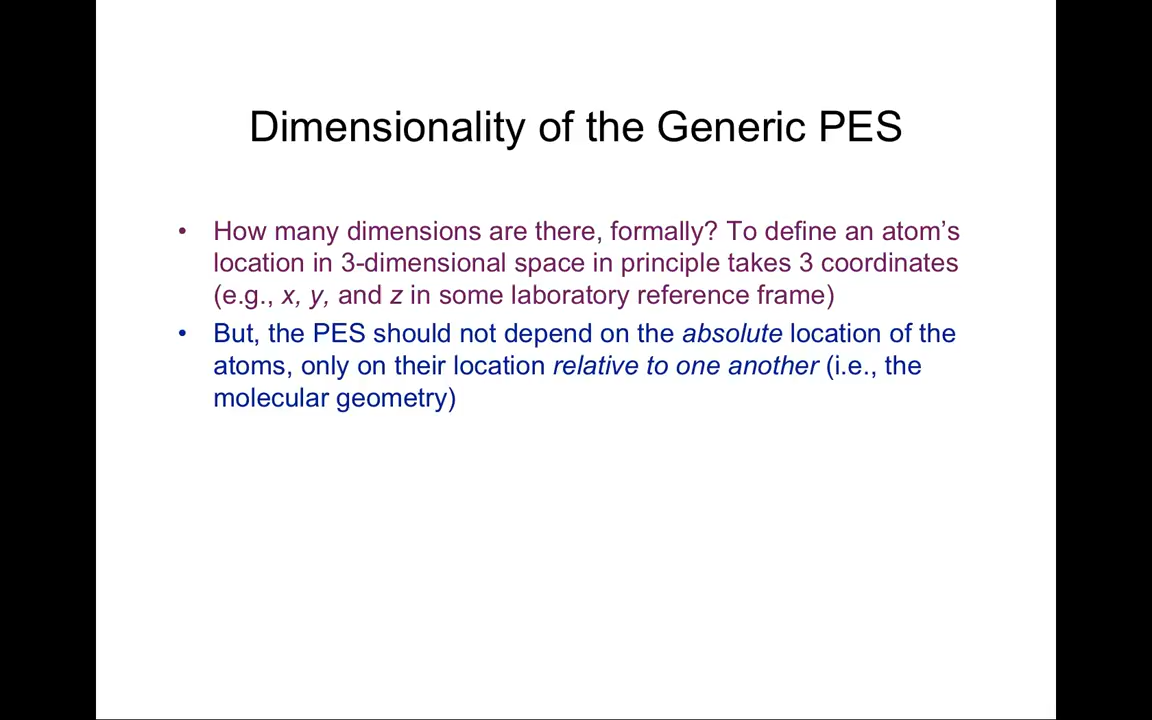 Dimensionality of the Generic PES
• How many dimensions are there, formally? To define an atom’s
location in 3-dimensional space in principle takes 3 coordinates
(e.g., x, y, and z in some laboratory reference frame)
• But, the PES should not depend on the absolute location of the
atoms, only on their location relative to one another (i.e., the
molecular geometry)